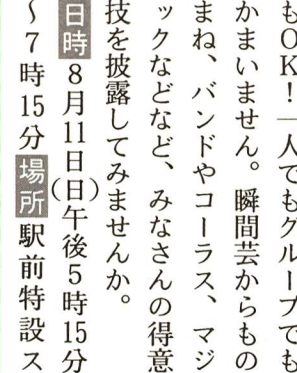 もOK！一人でもグループでも
かまいません。瞬間芸からもの
まね、バンドやコーラス、マジ
ックなどなど、みなさんの得意
技を披露してみませんか。
日時8月11日(日)午後5時15分
〜7時15分場所駅前特設ス